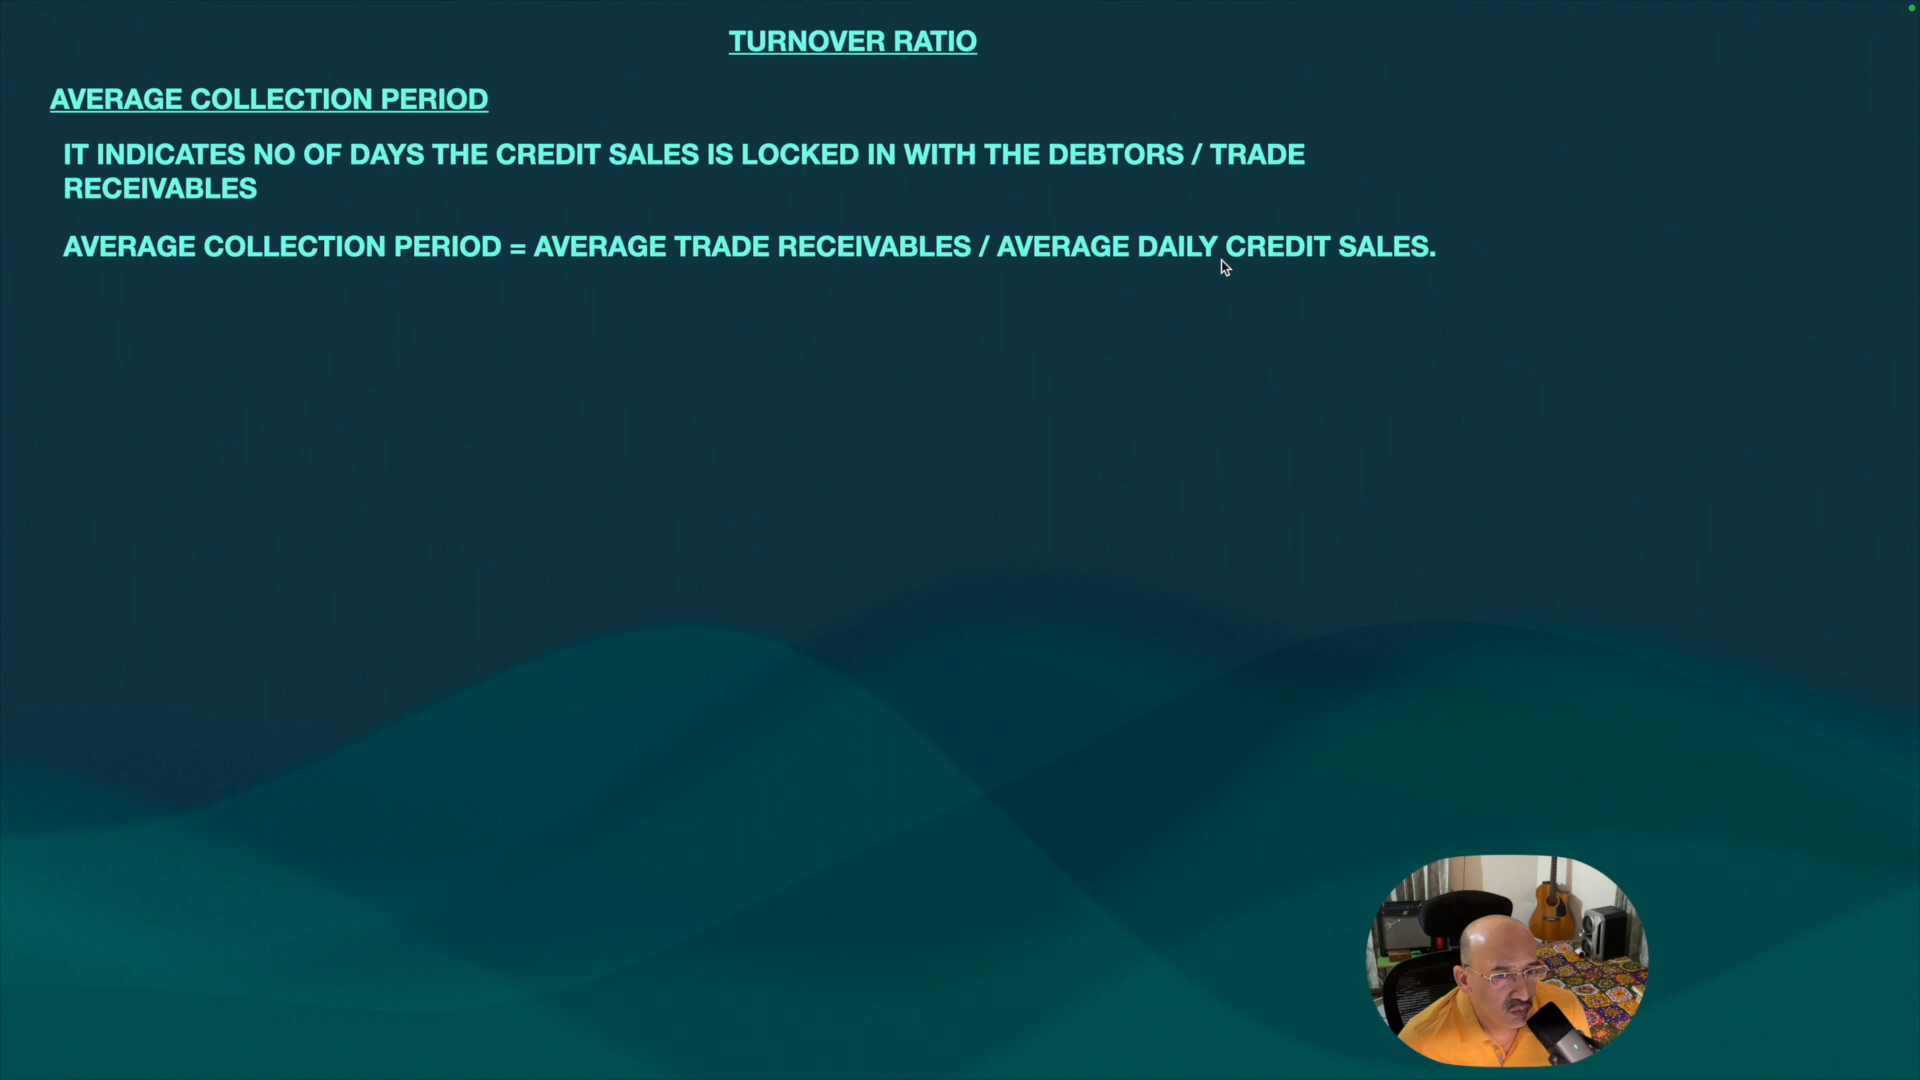 TURNOVER RATIO
AVERAGE COLLECTION PERIOD
IT INDICATES NO OF DAYS THE CREDIT SALES IS LOCKED IN WITH THE DEBTORS / TRADE
RECEIVABLES
AVERAGE COLLECTION PERIOD = AVERAGE TRADE RECEIVABLES / AVERAGE DAILY CREDIT SALES.